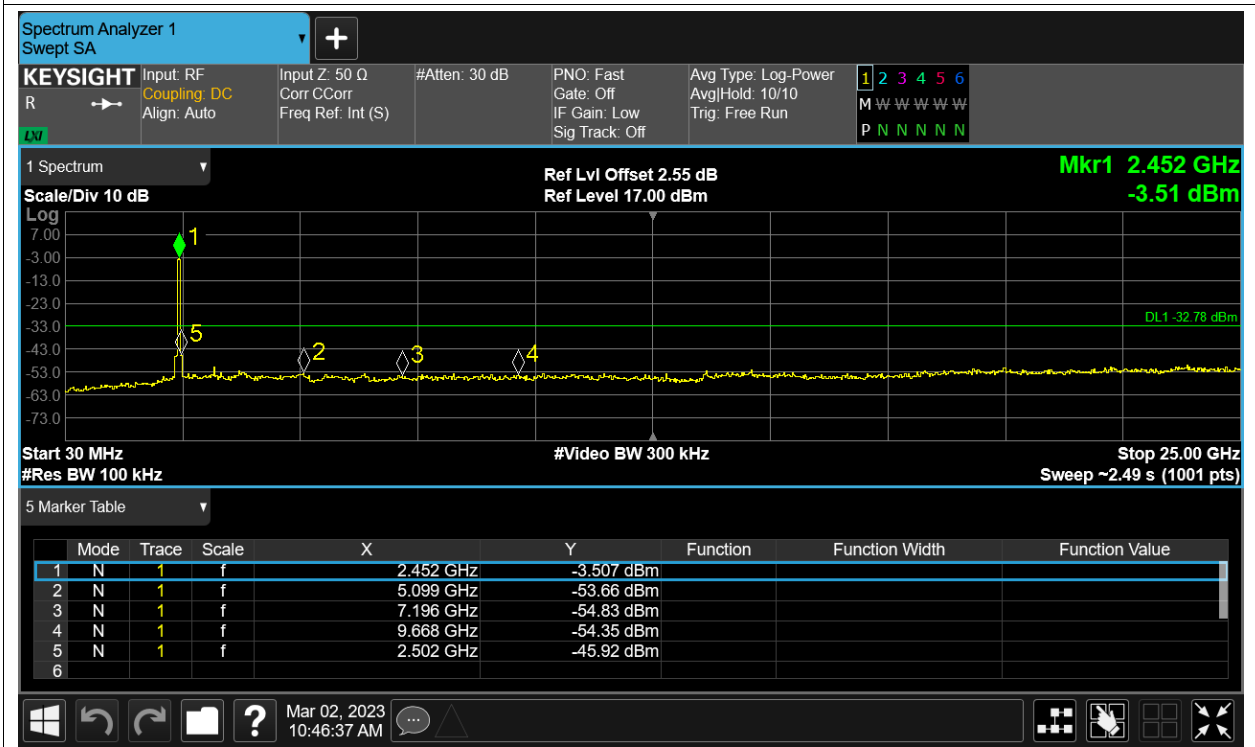 Spectrum Analyzer 1
Swept SA
KEYSIGHT
R
LXI
Input: RF
Coupling: DC
Align: Auto
Input Z: 50 Ω
Corr CCorr
Freq Ref: Int (S)
#Atten: 30 dB
PNO: Fast
Gate: Off
IF Gain: Low
Sig Track: Off
Avg Type: Log-Power
Avg|Hold: 10/10
Trig: Free Run
1 2 3 4 5 6
M W W W W W
P N N N N N
1 Spectrum
Scale/Div 10 dB
Ref Lvl Offset 2.55 dB
Ref Level 17.00 dBm
Mkr1 2.452 GHz
-3.51 dBm
Log
7.00
-3.00
-13.0
-23.0
-33.0
-43.0
-53.0
-63.0
-73.0
1
5
2
3
4
DL1 -32.78 dBm
Start 30 MHz
#Video BW 300 kHz
Stop 25.00 GHz
#Res BW 100 kHz
Sweep ~2.49 s (1001 pts)
5 Marker Table
Mode Trace Scale X Y Function Function Width Function Value
1 N 1 f 2.452 GHz -3.507 dBm
2 N 1 f 5.099 GHz -53.66 dBm
3 N 1 f 7.196 GHz -54.83 dBm
4 N 1 f 9.668 GHz -54.35 dBm
5 N 1 f 2.502 GHz -45.92 dBm
6
?
Mar 02, 2023
10:46:37 AM